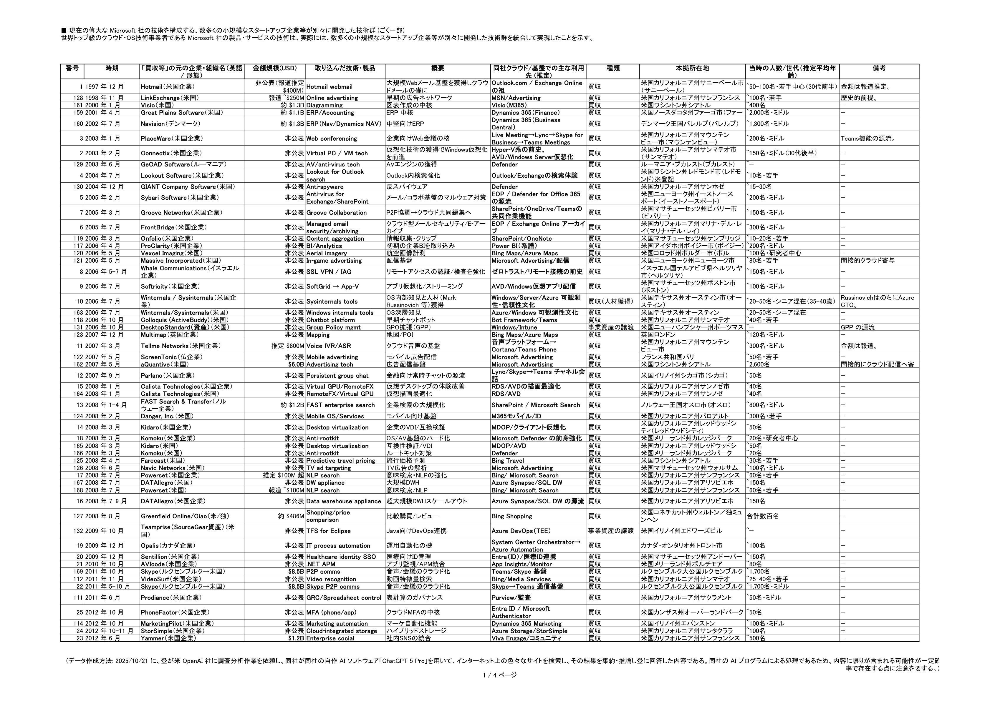 ■ 現在の偉大な Microsoft 社の技術を構成する、数多くの小規模なスタートアップ企業等が別々に開発した技術群 (ごく一部)
世界トップ級のクラウド・OS技術事業者である Microsoft 社の製品・サービスの技術は、実際には、数多くの小規模なスタートアップ企業等が別々に開発した技術群を統合して実現したことを示す。
番号 時期 「買収等」の元の企業・組織名(英語 / 形態) 金額規模(USD) 取り込んだ技術・製品 概要 同社クラウド/基盤での主な利用先 (推定) 種類 本拠所在地 当時の人数/世代(推定平均年齢) 備考
1 1997 年 12 月 Hotmail(米国企業) 非公表(報道推定 $400M) Hotmail webmail 大規模Webメール基盤を獲得しクラウドメールの礎に Outlook.com / Exchange Online の祖 買収 米国カリフォルニア州サニーベール市(サニーベール) ~50-100名・若手中心(30代前半) 金額は報道推定。
128 1998 年 11 月 LinkExchange(米国) 報道 ~$250M Online advertising 早期の広告ネットワーク MSN/Advertising 買収 米国カリフォルニア州サンフランシス ~100名・若手 歴史的前提。
161 2000 年 1 月 Visio(米国) 約 $1.3B Diagramming 図表作成の中核 Visio(M365) 買収 米国ワシントン州シアトル ~400名 —
159 2001 年 4 月 Great Plains Software(米国) 約 $1.1B ERP/Accounting ERP 中核 Dynamics 365(Finance) 買収 米国ノースダコタ州ファーゴ市(ファー ~2,000名・ミドル —
160 2002 年 7 月 Navision(デンマーク) 約 $1.3B ERP(Nav/Dynamics NAV) 中堅向けERP Dynamics 365(Business Central) 買収 デンマーク王国バレルプ(バレルプ) ~1,300名・ミドル —
3 2003 年 1 月 PlaceWare(米国企業) 非公表 Web conferencing 企業向けWeb会議の核 Live Meeting→Lync→Skype for Business→Teams Meetings 買収 米国カリフォルニア州マウンテンビュー市(マウンテンビュー) ~200名・ミドル Teams機能の源流。
2 2003 年 2 月 Connectix(米国企業) 非公表 Virtual PC / VM tech 仮想化技術の獲得でWindows仮想化を前進 Hyper-V系の前史、AVD/Windows Server仮想化 買収 米国カリフォルニア州サンマテオ市(サンマテオ) ~150名・ミドル(30代後半) —
129 2003 年 6 月 GeCAD Software(ルーマニア) 非公表 AV/anti-virus tech AVエンジンの獲得 Defender 買収 ルーマニア・ブカレスト(ブカレスト) ~— —
4 2004 年 7 月 Lookout Software(米国企業) 非公表 Lookout for Outlook search Outlook内検索強化 Outlook/Exchangeの検索体験 買収 米国ワシントン州レドモンド市(レドモンド)※登記 ~10名・若手 —
130 2004 年 12 月 GIANT Company Software(米国) 非公表 Anti-spyware 反スパイウェア Defender 買収 米国カリフォルニア州サンホゼ ~15-30名 —
5 2005 年 2 月 Sybari Software(米国企業) 非公表 Anti-virus for Exchange/SharePoint メール/コラボ基盤のマルウェア対策 EOP / Defender for Office 365 の源流 買収 米国ニューヨーク州イーストノースポート(イーストノースポート) ~200名・ミドル —
7 2005 年 3 月 Groove Networks(米国企業) 非公表 Groove Collaboration P2P協調→クラウド共同編集へ SharePoint/OneDrive/Teamsの共同作業機能 買収 米国マサチューセッツ州ビバリー市(ビバリー) ~150名・ミドル —
6 2005 年 7 月 FrontBridge(米国企業) 非公表 Managed email security/archiving クラウド型メールセキュリティ/E-アーカイブ EOP / Exchange Online アーカイブ 買収 米国カリフォルニア州マリナ・デル・レイ(マリナ・デル・レイ) ~300名・ミドル —
119 2006 年 3 月 Onfolio(米国企業) 非公表 Content aggregation 情報収集・クリップ SharePoint/OneNote 買収 米国マサチューセッツ州ケンブリッジ ~10-20名・若手 —
117 2006 年 4 月 ProClarity(米国企業) 非公表 BI/Analytics 初期の企業BIを取り込み Power BI(系譜) 買収 米国アイダホ州ボイジー市(ボイジー) ~200名・ミドル —
120 2006 年 5 月 Vexcel Imaging(米国) 非公表 Aerial imagery 航空画像計測 Bing Maps/Azure Maps 買収 米国コロラド州ボルダー市(ボル ~100名・研究者中心 —
121 2006 年 5 月 Massive Incorporated(米国) 非公表 In-game advertising 配信基盤 Microsoft Advertising/配信 買収 米国ニューヨーク州ニューヨーク市 ~80名・若手 間接的クラウド寄与
8 2006 年 5-7 月 Whale Communications(イスラエル企業) 非公表 SSL VPN / IAG リモートアクセスの認証/検査を強化 ゼロトラスト/リモート接続の前史 買収 イスラエル国テルアビブ県ヘルツリヤ市(ヘルツリヤ) ~150名・ミドル —
9 2006 年 7 月 Softricity(米国企業) 非公表 SoftGrid → App-V アプリ仮想化/ストリーミング AVD/Windows仮想アプリ配信 買収 米国マサチューセッツ州ボストン市(ボストン) ~100名・ミドル —
10 2006 年 7 月 Winternals / Sysinternals(米国企業) 非公表 Sysinternals tools OS内部知見と人材(Mark Russinovich 等)獲得 Windows/Server/Azure 可観測性・信頼性文化 買収(人材獲得) 米国テキサス州オースティン市(オースティン) ~20-50名・シニア混在(35-40歳) RussinovichはのちにAzure CTO。
163 2006 年 7 月 Winternals/Sysinternals(米国) 非公表 Windows internals tools OS深層知見 Azure/Windows 可観測性文化 買収 米国テキサス州オースティン ~20-50名・シニア混在 —
118 2006 年 10 月 Colloquis (ActiveBuddy)(米国) 非公表 Chatbot platform 早期チャットボット Bot Framework/Teams 買収 米国カリフォルニア州サンマテオ ~40名・若手 —
131 2006 年 10 月 DesktopStandard(資産)(米国) 非公表 Group Policy mgmt GPO拡張(GPP) Windows/Intune 事業資産の譲渡 米国ニューハンプシャー州ポーツマス ~— GPP の源流
123 2007 年 12 月 Multimap(英国企業) 非公表 Mapping 地図/POI Bing Maps/Azure Maps 買収 英国ロンドン ~120名・ミドル —
11 2007 年 3 月 Tellme Networks(米国企業) 推定 $800M Voice IVR/ASR クラウド音声の基盤 音声プラットフォーム→Cortana/Teams Phone 買収 米国カリフォルニア州マウンテンビュー市 ~300名・ミドル 金額は報道。
122 2007 年 5 月 ScreenTonic(仏企業) 非公表 Mobile advertising モバイル広告配信 Microsoft Advertising 買収 フランス共和国パリ ~50名・若手 —
162 2007 年 5 月 aQuantive(米国) $6.0B Advertising tech 広告配信基盤 Microsoft Advertising 買収 米国ワシントン州シアトル ~2,600名 間接的にクラウド配信へ寄
12 2007 年 9 月 Parlano(米国企業) 非公表 Persistent group chat 金融向け常時チャットの源流 Lync/Skype→Teams チャネル会話 買収 米国イリノイ州シカゴ市(シカゴ) ~50名 —
15 2008 年 1 月 Calista Technologies(米国企業) 非公表 Virtual GPU/RemoteFX 仮想デスクトップの体験改善 RDS/AVDの描画最適化 買収 米国カリフォルニア州サンノゼ市 ~40名 —
164 2008 年 1 月 Calista Technologies(米国) 非公表 RemoteFX/Virtual GPU 仮想描画最適化 RDS/AVD 買収 米国カリフォルニア州サンノゼ ~40名 —
13 2008 年 1-4 月 FAST Search & Transfer(ノルウェー企業) 約 $1.2B FAST enterprise search 企業検索の大規模化 SharePoint / Microsoft Search 買収 ノルウェー王国オスロ市(オスロ) ~800名・ミドル —
124 2008 年 2 月 Danger, Inc.(米国) 非公表 Mobile OS/Services モバイル向け基盤 M365モバイル/ID 買収 米国カリフォルニア州パロアルト ~300名・若手 —
14 2008 年 3 月 Kidaro(米国企業) 非公表 Desktop virtualization 企業のVDI/互換検証 MDOP/クライアント仮想化 買収 米国カリフォルニア州レッドウッドシティ(レッドウッドシティ) ~50名 —
18 2008 年 3 月 Komoku(米国企業) 非公表 Anti-rootkit OS/AV基盤のハード化 Microsoft Defender の前身強化 買収 米国メリーランド州カレッジパーク ~20名・研究者中心 —
165 2008 年 3 月 Kidaro(米国) 非公表 Desktop virtualization 互換性検証/VDI MDOP/AVD 買収 米国カリフォルニア州レッドウッドシ ~50名 —
166 2008 年 3 月 Komoku(米国) 非公表 Anti-rootkit ルートキット対策 Defender 買収 米国メリーランド州カレッジパーク ~20名 —
125 2008 年 4 月 Farecast(米国) 非公表 Predictive travel pricing 旅行価格予測 Bing Travel 買収 米国ワシントン州シアトル ~30名・若手 —
126 2008 年 6 月 Navic Networks(米国) 非公表 TV ad targeting TV広告の解析 Microsoft Advertising 買収 米国マサチューセッツ州ウォルサム ~100名・ミドル —
17 2008 年 7 月 Powerset(米国企業) 推定 $100M 超 NLP search 意味検索・NLPの強化 Bing/ Microsoft Search 買収 米国カリフォルニア州サンフランシス ~60名・若手 —
167 2008 年 7 月 DATAllegro(米国) 非公表 DW appliance 大規模DWH Azure Synapse/SQL DW 買収 米国カリフォルニア州アリソビエホ ~150名 —
168 2008 年 7 月 Powerset(米国) 報道 ~$100M NLP search 意味検索/NLP Bing/ Microsoft Search 買収 米国カリフォルニア州サンフランシス ~60名・若手 —
16 2008 年 7-9 月 DATAllegro(米国企業) 非公表 Data warehouse appliance 超大規模DWHスケールアウト Azure Synapse/SQL DW の源流 買収 米国カリフォルニア州アリソビエホ ~150名 —
127 2008 年 8 月 Greenfield Online/Ciao(米/独) 約 $486M Shopping/price comparison 比較購買/レビュー Bing Shopping 買収 米国コネチカット州ウィルトン／独ミュンヘン 合計数百名 —
132 2009 年 10 月 Teamprise(SourceGear資産)(米国) 非公表 TFS for Eclipse Java向けDevOps連携 Azure DevOps(TEE) 事業資産の譲渡 米国イリノイ州エドワーズビル ~— —
19 2009 年 12 月 Opalis(カナダ企業) 非公表 IT process automation 運用自動化の礎 System Center Orchestrator→Azure Automation 買収 カナダ・オンタリオ州トロント市 ~100名 —
20 2009 年 12 月 Sentillion(米国企業) 非公表 Healthcare identity SSO 医療向けID管理 Entra(ID)/医療ID連携 買収 米国マサチューセッツ州アンドーバー ~150名 —
21 2010 年 10 月 AVIcode(米国企業) 非公表 .NET APM アプリ監視/APM統合 App Insights/Monitor 買収 米国メリーランド州ボルチモア ~80名 —
169 2011 年 10 月 Skype(ルクセンブルク→米国) $8.5B P2P comms 音声/会議のクラウド化 Teams/Skype 基盤 買収 ルクセンブルク大公国ルクセンブルク ~1,700名 —
112 2011 年 11 月 VideoSurf(米国企業) 非公表 Video recognition 動画特徴量検索 Bing/Media Services 買収 米国カリフォルニア州サンマテオ ~25-40名・若手 —
22 2011 年 5-10 月 Skype(ルクセンブルク→米国) $8.5B Skype P2P comms 音声/会議のクラウド化 Skype→Teams 通信基盤 買収 ルクセンブルク大公国ルクセンブルク ~1,700名・ミドル —
111 2011 年 6 月 Prodiance(米国企業) 非公表 GRC/Spreadsheet control 表計算のガバナンス Purview/監査 買収 米国カリフォルニア州サクラメント ~50名・ミドル —
25 2012 年 10 月 PhoneFactor(米国企業) 非公表 MFA (phone/app) クラウドMFAの中核 Entra ID / Microsoft Authenticator 買収 米国カンザス州オーバーランドパーク ~50名 —
114 2012 年 10 月 MarketingPilot(米国企業) 非公表 Marketing automation マーケ自動化機能 Dynamics 365 Marketing 買収 米国イリノイ州エバンストン ~100名・ミドル —
24 2012 年 10-11 月 StorSimple(米国企業) 非公表 Cloud-integrated storage ハイブリッドストレージ Azure Storage/StorSimple 買収 米国カリフォルニア州サンタクララ ~100名 —
23 2012 年 6 月 Yammer(米国企業) $1.2B Enterprise social 社内SNSの統合 Viva Engage/コミュニティ 買収 米国カリフォルニア州サンフランシス ~500名 —
(データ作成方法: 2025/10/21 に、登が米 OpenAI 社に調査分析作業を依頼し、同社が同社の自作 AI ソフトウェア「ChatGPT 5 Pro」を用いて、インターネット上の色々なサイトを検索し、その結果を集約・推論し登に回答した内容である。同社の AI プログラムによる処理であるため、内容に誤りが含まれる可能性が一定確
率で存在する点に注意を要する。)
1 / 4 ページ